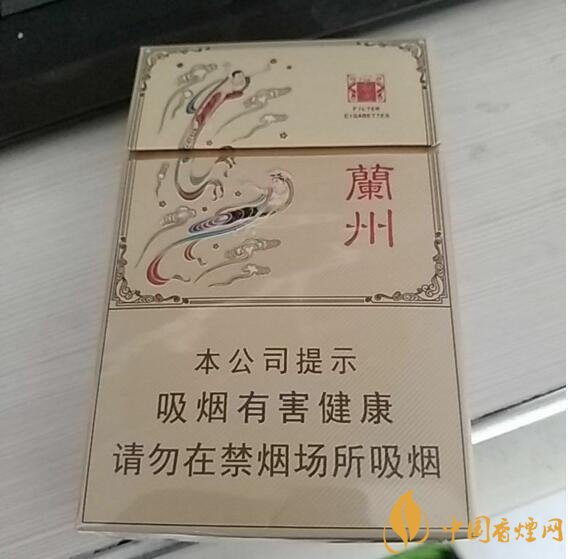 FILTER
CIGARETTES
蘭州
本公司提示
吸烟有害健康
请勿在禁烟场所吸烟
中国香煙网